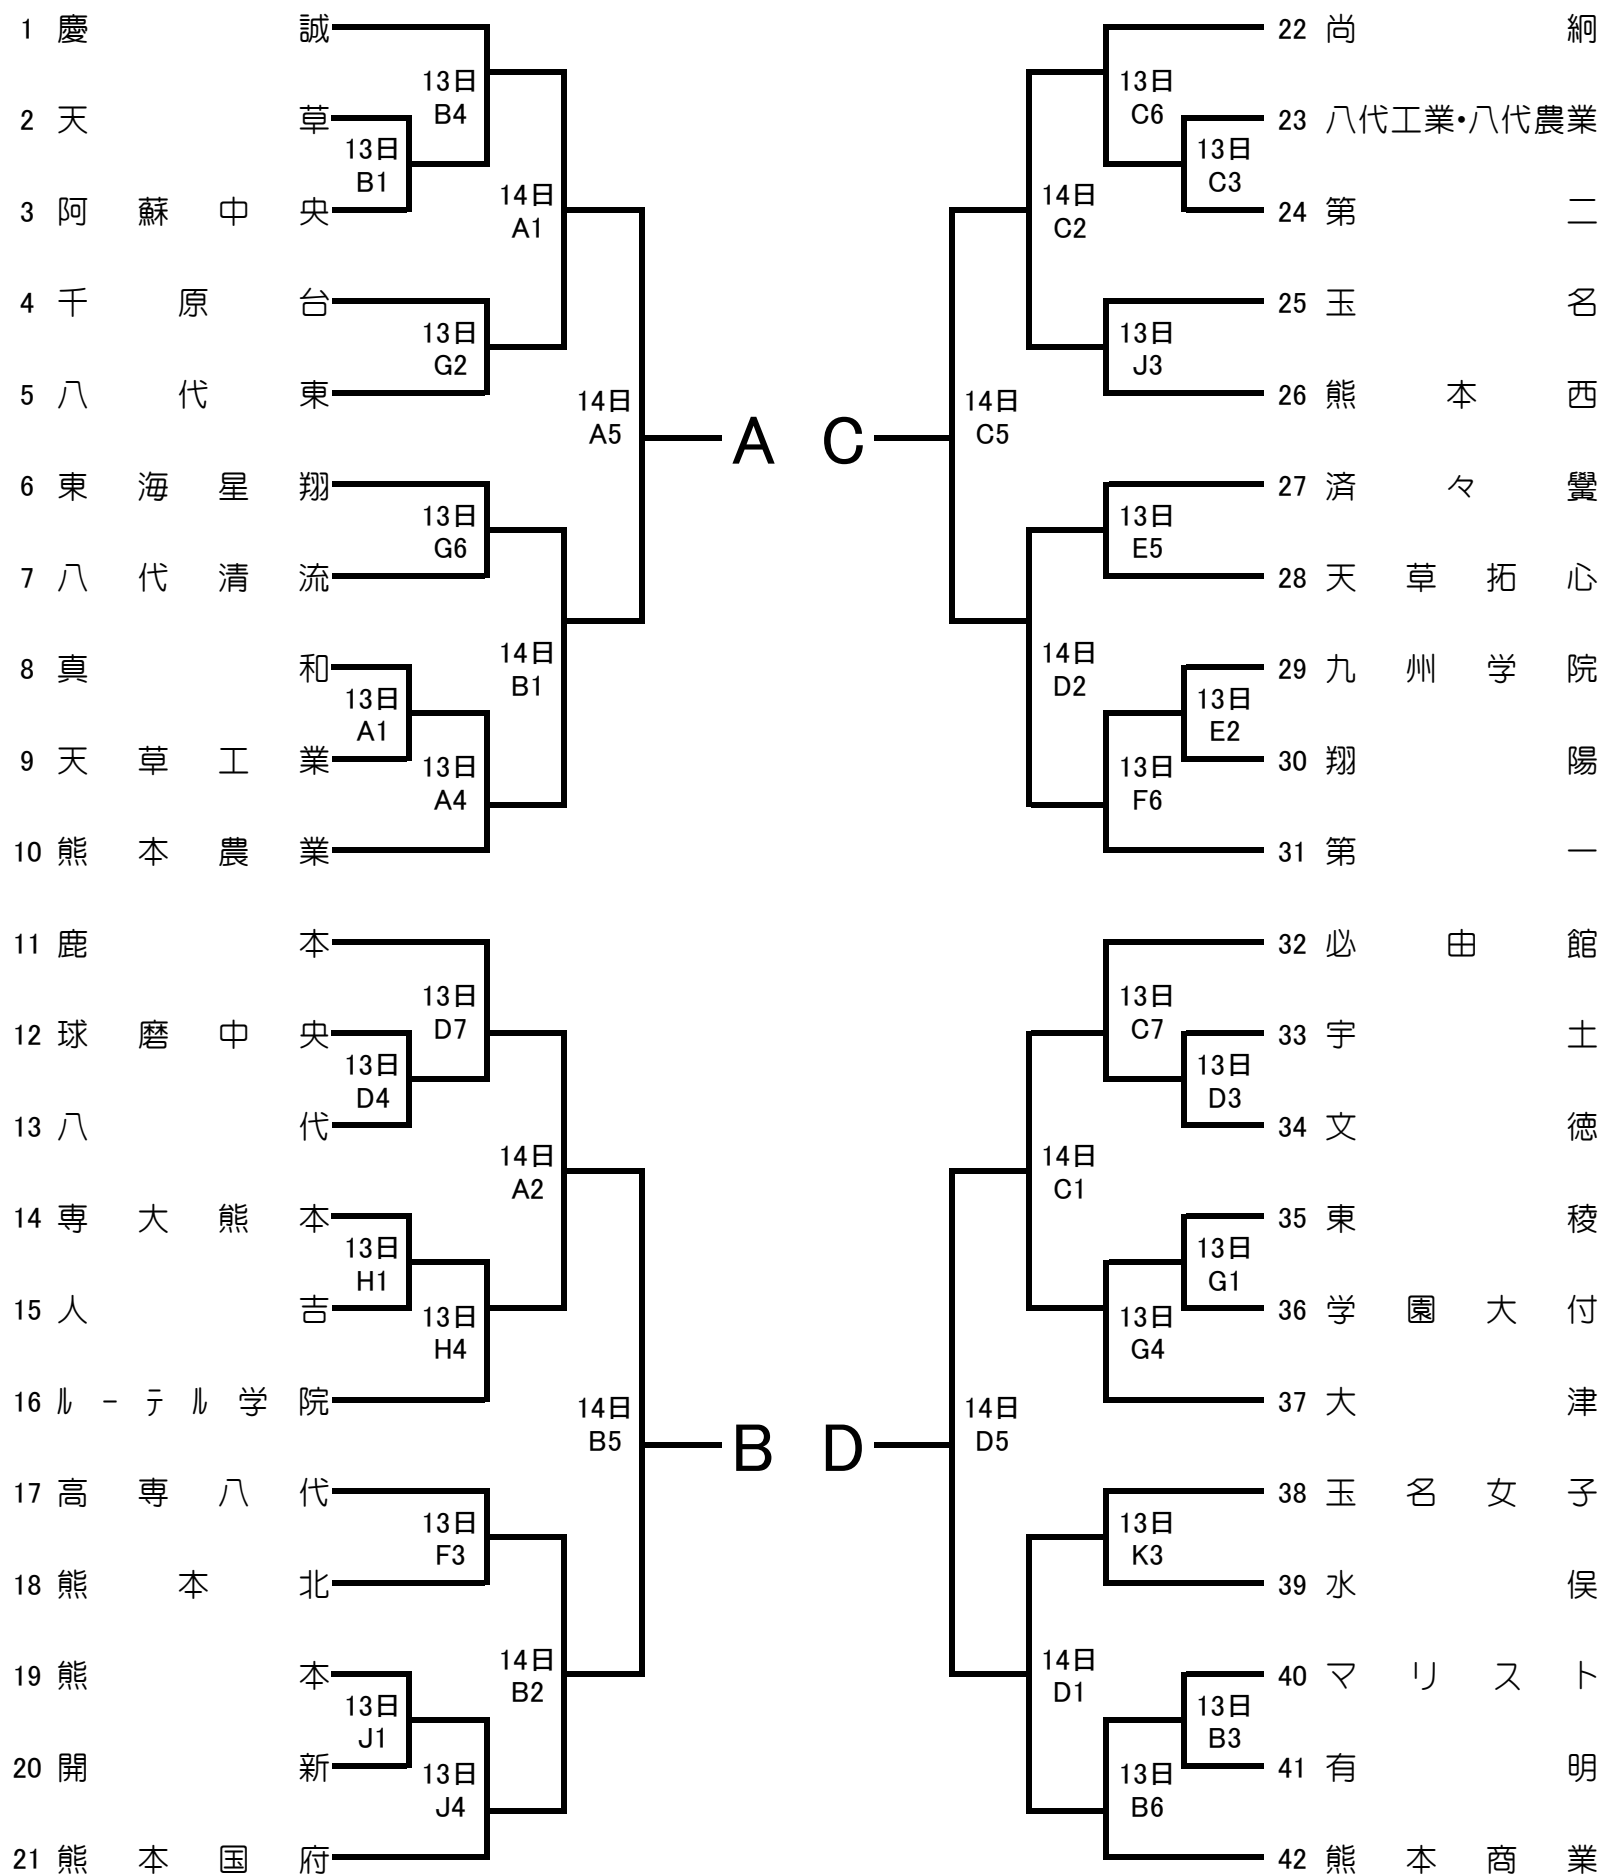 1 慶誠
13日
B4
2 天草
13日
B1
3 阿蘇中央
14日
A1
4 千原台
13日
G2
5 八代東
14日
A5
A
6 東海星翔
13日
G6
7 八代清流
14日
B1
8 真和
13日
A1
9 天草工業
13日
A4
10 熊本農業
11 鹿本
13日
D7
12 球磨中央
13日
D4
13 八代
14日
A2
14 専大熊本
13日
H1
15 人吉
13日
H4
16 ルーテル学院
14日
B5
B
17 高専八代
13日
F3
18 熊本北
14日
B2
19 熊本
13日
J1
20 開新
13日
J4
21 熊本国府
22 尚絅
13日
C6
23 八代工業・八代農業
13日
C3
24 第二
14日
C2
25 玉名
13日
J3
26 熊本西
14日
C5
C
27 済々黌
13日
E5
28 天草拓心
14日
D2
29 九州学院
13日
E2
30 翔陽
13日
F6
31 第一
32 必由館
13日
C7
33 宇土
13日
D3
34 文徳
14日
C1
35 東稜
13日
G1
36 学園大付
13日
G4
37 大津
14日
D5
D
38 玉名女子
13日
K3
39 水俣
14日
D1
40 マリスト
13日
B3
41 有明
13日
B6
42 熊本商業